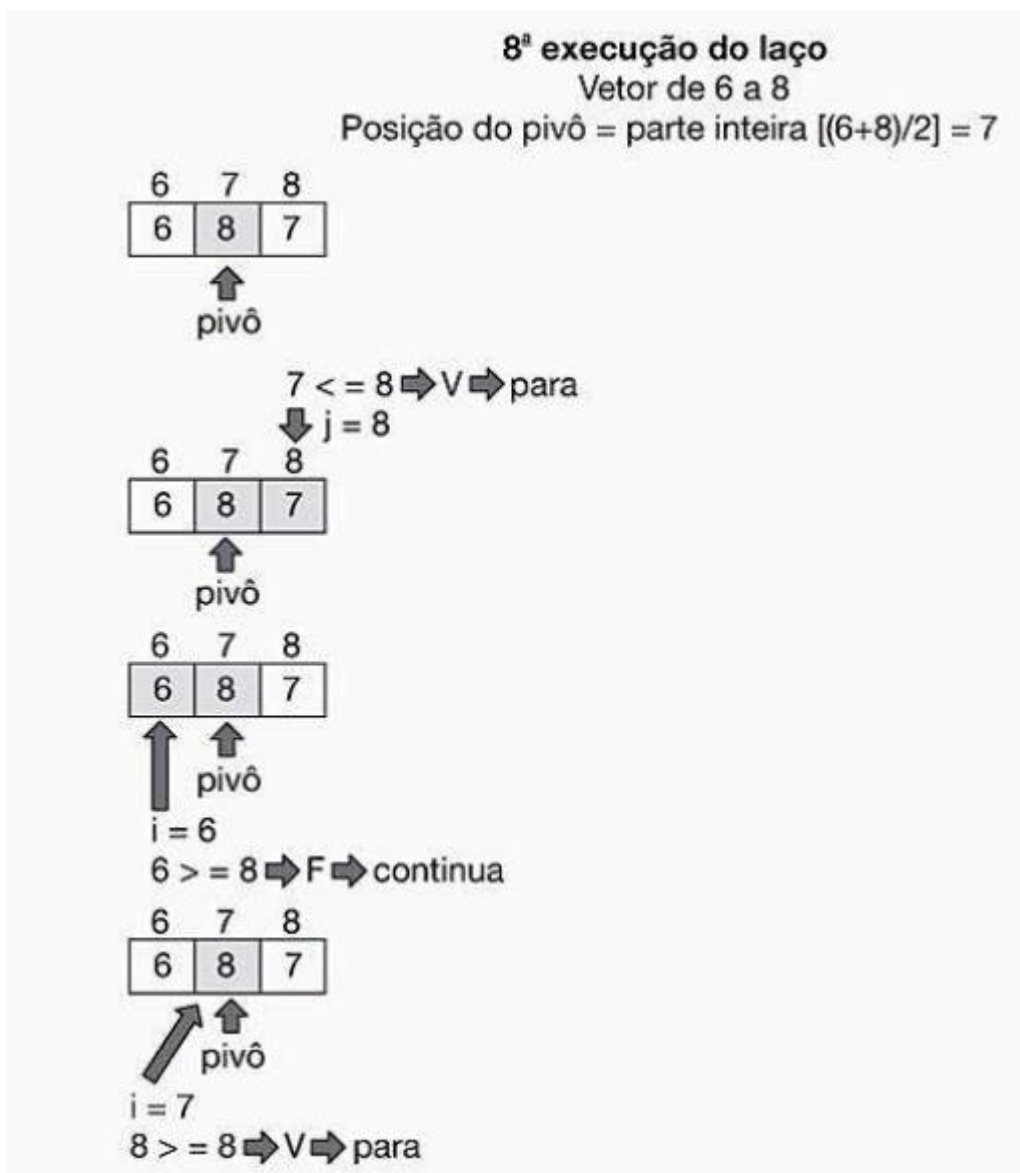 8ª execução do laço
Vetor de 6 a 8
Posição do pivô = parte inteira [(6+8)/2] = 7
6 7 8
6 8 7
pivô
7 < = 8 V para
j = 8
6 7 8
6 8 7
pivô
6 7 8
6 8 7
pivô
i = 6
6 > = 8 F continua
6 7 8
6 8 7
pivô
i = 7
8 > = 8 V para